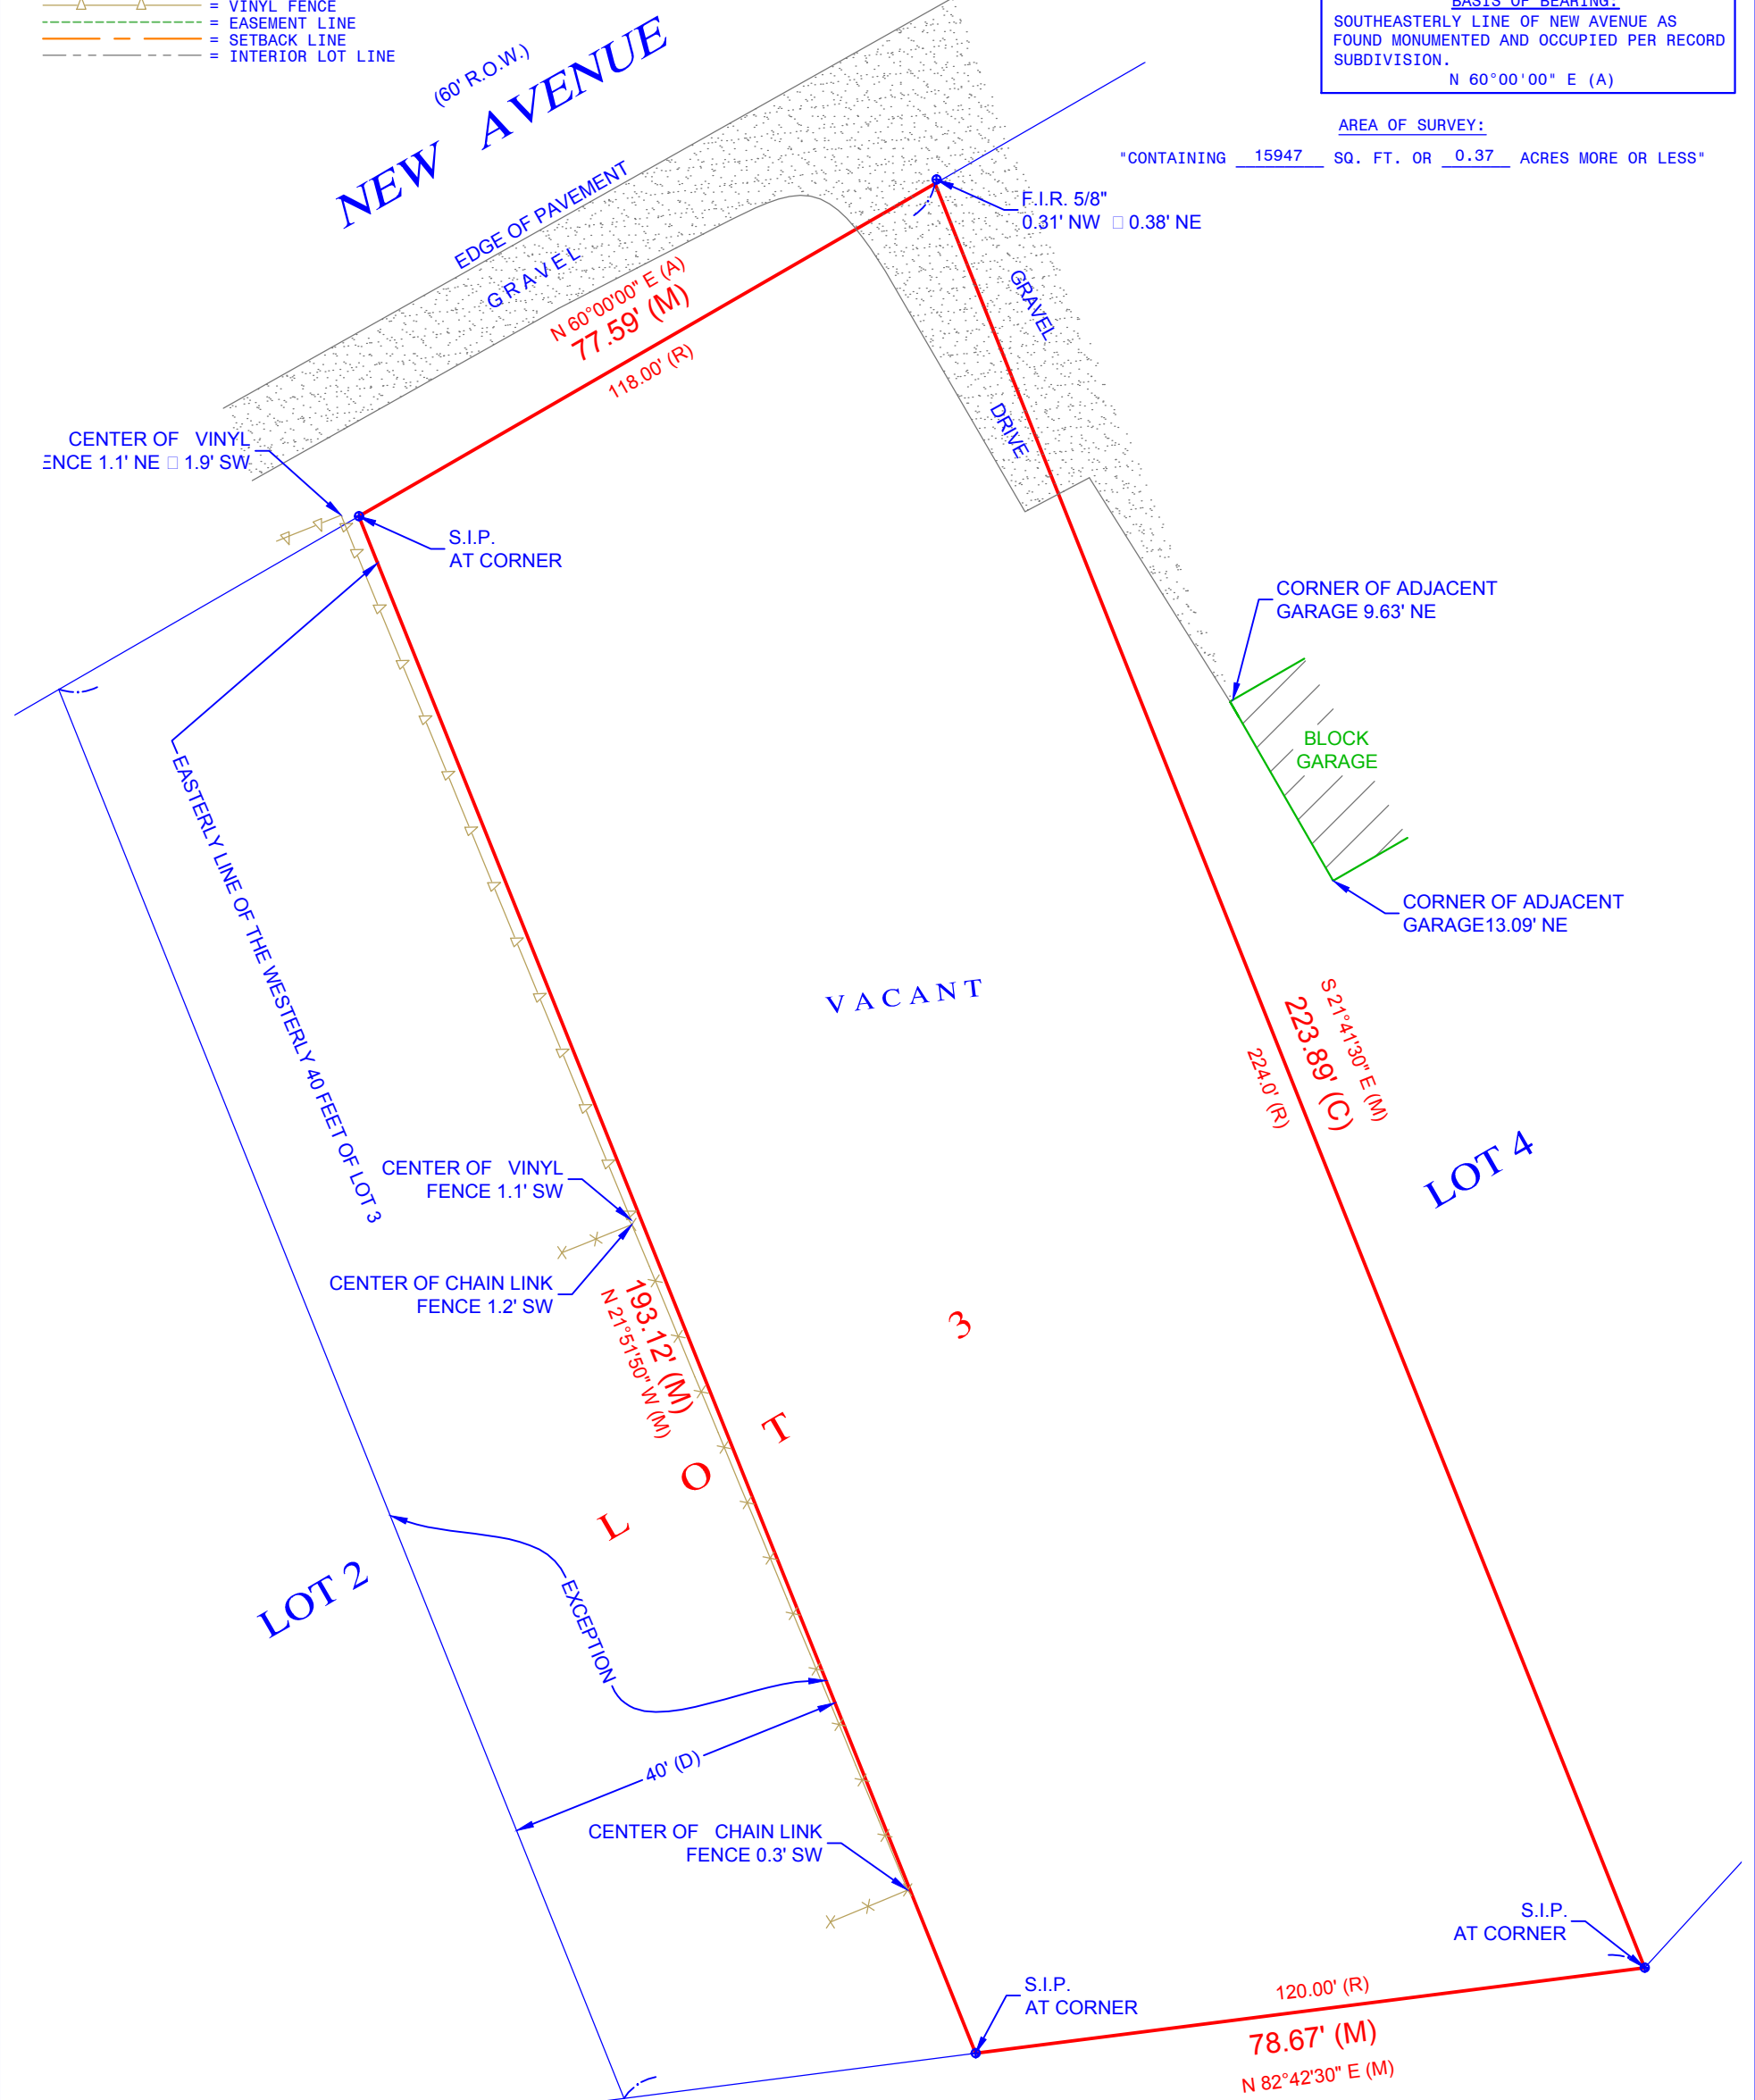 = VINYL FENCE
= EASEMENT LINE
= SETBACK LINE
= INTERIOR LOT LINE
BASIS OF BEARING:
SOUTHEASTERLY LINE OF NEW AVENUE AS
FOUND MONUMENTED AND OCCUPIED PER RECORD
SUBDIVISION.
N 60°00'00" E (A)
AREA OF SURVEY:
"CONTAINING 15947 SQ. FT. OR 0.37 ACRES MORE OR LESS"
(60' R.O.W.)
NEW AVENUE
EDGE OF PAVEMENT
GRAVEL
N 60°00'00" E (A)
77.59' (M)
118.00' (R)
F.I.R. 5/8"
0.31' NW □ 0.38' NE
GRAVEL
DRIVE
CENTER OF VINYL
ENCE 1.1' NE □ 1.9' SW
S.I.P.
AT CORNER
CORNER OF ADJACENT
GARAGE 9.63' NE
BLOCK
GARAGE
CORNER OF ADJACENT
GARAGE13.09' NE
EASTERLY LINE OF THE WESTERLY 40 FEET OF LOT 3
VACANT
S 21°41'30" E (M)
223.89' (C)
224.0' (R)
LOT 4
CENTER OF VINYL
FENCE 1.1' SW
CENTER OF CHAIN LINK
FENCE 1.2' SW
193.12' (M)
N 21°51'50" W (M)
LOT 3
LOT 2
EXCEPTION
40' (D)
CENTER OF CHAIN LINK
FENCE 0.3' SW
S.I.P.
AT CORNER
S.I.P.
AT CORNER
120.00' (R)
78.67' (M)
N 82°42'30" E (M)